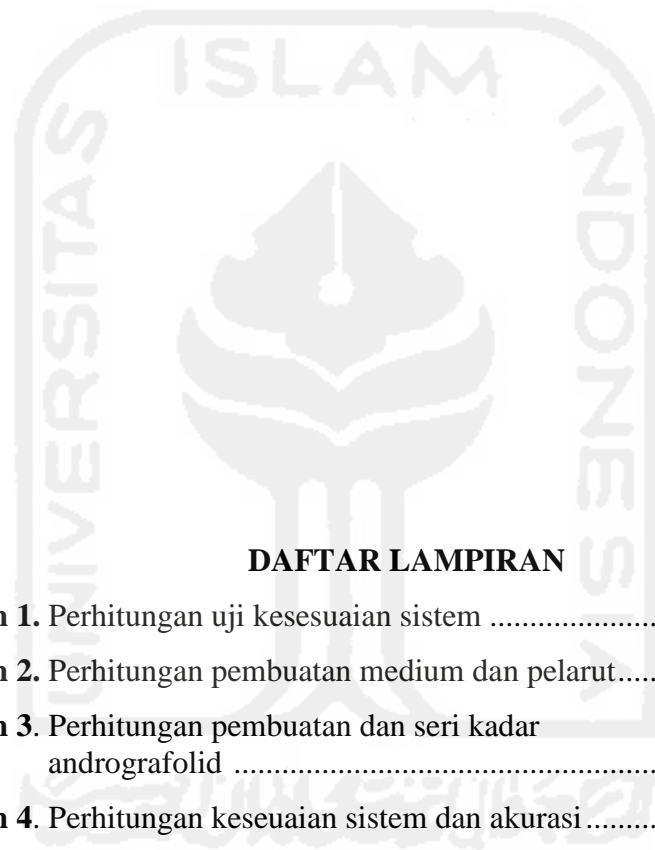 ISLAM
UNIVERSITAS
INDONESIA
DAFTAR LAMPIRAN
n 1. Perhitungan uji kesesuaian sistem ...................
n 2. Perhitungan pembuatan medium dan pelarut.....
n 3. Perhitungan pembuatan dan seri kadar
andrografolid .................................................
n 4. Perhitungan keseuaian sistem dan akurasi.........